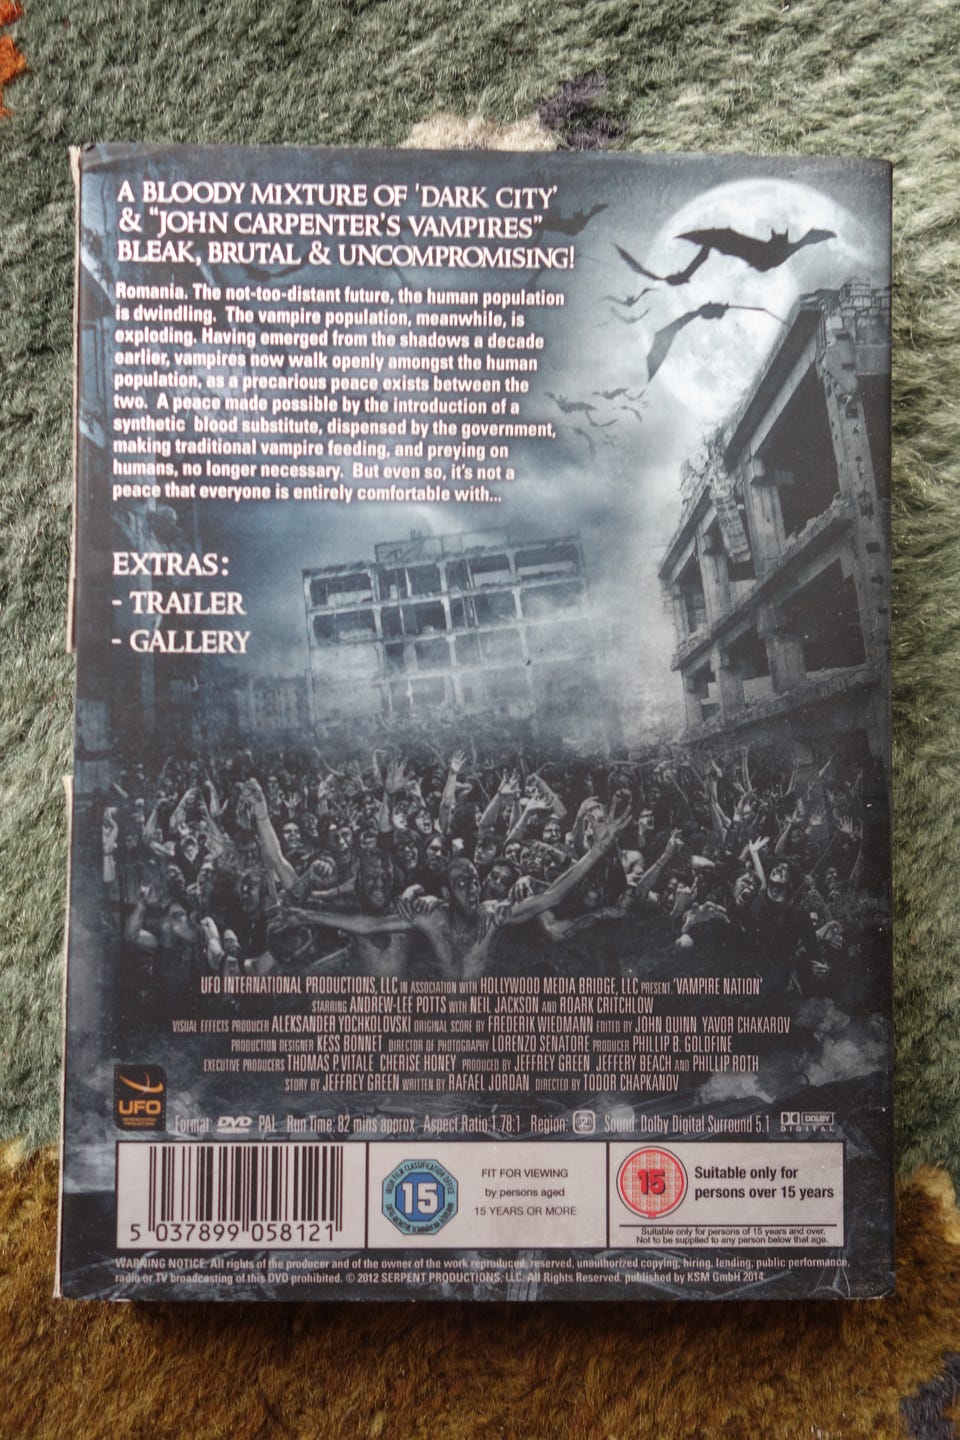 A BLOODY MIXTURE OF 'DARK CITY'
& "JOHN CARPENTER'S VAMPIRES"
BLEAK, BRUTAL & UNCOMPROMISING!
Romania. The not-too-distant future, the human population
is dwindling. The vampire population, meanwhile, is
exploding. Having emerged from the shadows a decade
earlier, vampires now walk openly amongst the human
population, as a precarious peace exists between the
two. A peace made possible by the introduction of a
synthetic blood substitute, dispensed by the government,
making traditional vampire feeding, and preying on
humans, no longer necessary. But even so, it's not a
peace that everyone is entirely comfortable with...
EXTRAS:
- TRAILER
- GALLERY
UFO INTERNATIONAL PRODUCTIONS, LLC IN ASSOCIATION WITH HOLLYWOOD MEDIA BRIDGE, LLC PRESENT 'VAMPIRE NATION'
STARRING ANDREW-LEE POTTS WITH NEIL JACKSON AND ROARK CRITCHLOW
VISUAL EFFECTS PRODUCER ALEKSANDER YOCHKOLOVSKI ORIGINAL SCORE BY FREDERIK WIEDMANN EDITED BY JOHN QUINN YAVOR CHAKAROV
PRODUCTION DESIGNER KESS BONNET DIRECTOR OF PHOTOGRAPHY LORENZO SENATORE PRODUCER PHILLIP B. GOLDFINE
EXECUTIVE PRODUCERS THOMAS P. VITALE CHERISE HONEY PRODUCED BY JEFFREY GREEN JEFFERY BEACH AND PHILLIP ROTH
STORY BY JEFFREY GREEN WRITTEN BY RAFAEL JORDAN DIRECTED BY TODOR CHAPKANOV
UFO
INTERNATIONAL
PRODUCTIONS
Format: DVD PAL Run Time: 82 mins approx Aspect Ratio 1.78:1 Region: 2 Sound: Dolby Digital Surround 5.1 DOLBY
DIGITAL
5 037899 058121
IRISH FILM CLASSIFICATION OFFICE
15
FIT FOR VIEWING
by persons aged
15 YEARS OR MORE
15
Suitable only for
persons over 15 years
Suitable only for persons of 15 years and over.
Not to be supplied to any person below that age.
WARNING NOTICE: All rights of the producer and of the owner of the work reproduced, reserved, unauthorized copying, hiring, lending, public performance,
radio or TV broadcasting of this DVD prohibited. © 2012 SERPENT PRODUCTIONS, LLC. All Rights Reserved. published by KSM GmbH 2014